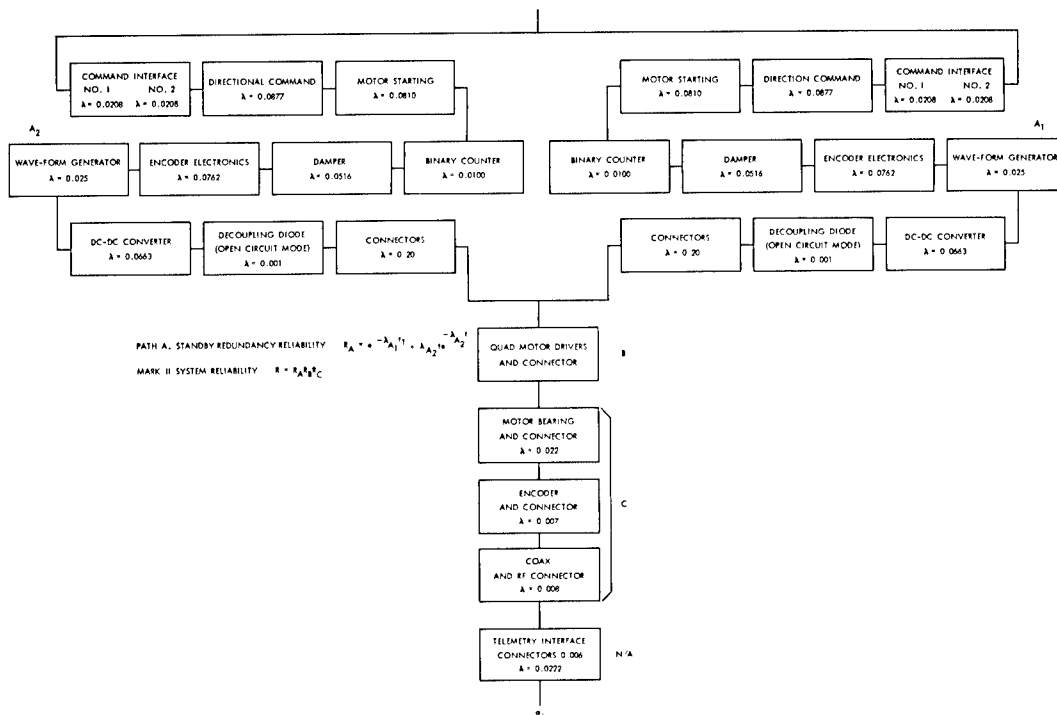 COMMAND INTERFACE
NO. 1 NO. 2
λ = 0.0208 λ = 0.0208
DIRECTIONAL COMMAND
λ = 0.0877
MOTOR STARTING
λ = 0.0810
MOTOR STARTING
λ = 0.0810
DIRECTION COMMAND
λ = 0.0877
COMMAND INTERFACE
NO. 1 NO. 2
λ = 0.0208 λ = 0.0208
A2
A1
WAVE-FORM GENERATOR
λ = 0.025
ENCODER ELECTRONICS
λ = 0.0762
DAMPER
λ = 0.0516
BINARY COUNTER
λ = 0.0100
BINARY COUNTER
λ = 0.0100
DAMPER
λ = 0.0516
ENCODER ELECTRONICS
λ = 0.0762
WAVE-FORM GENERATOR
λ = 0.025
DC-DC CONVERTER
λ = 0.0663
DECOUPLING DIODE
(OPEN CIRCUIT MODE)
λ = 0.001
CONNECTORS
λ = 0.20
CONNECTORS
λ = 0.20
DECOUPLING DIODE
(OPEN CIRCUIT MODE)
λ = 0.001
DC-DC CONVERTER
λ = 0.0663
PATH A. STANDBY REDUNDANCY RELIABILITY
MARK II SYSTEM RELIABILITY R = RARBRC
QUAD MOTOR DRIVERS
AND CONNECTOR
B
MOTOR BEARING
AND CONNECTOR
λ = 0.022
ENCODER
AND CONNECTOR
λ = 0.007
C
COAX
AND RF CONNECTOR
λ = 0.008
TELEMETRY INTERFACE
CONNECTORS 0.006
λ = 0.0222
N/A